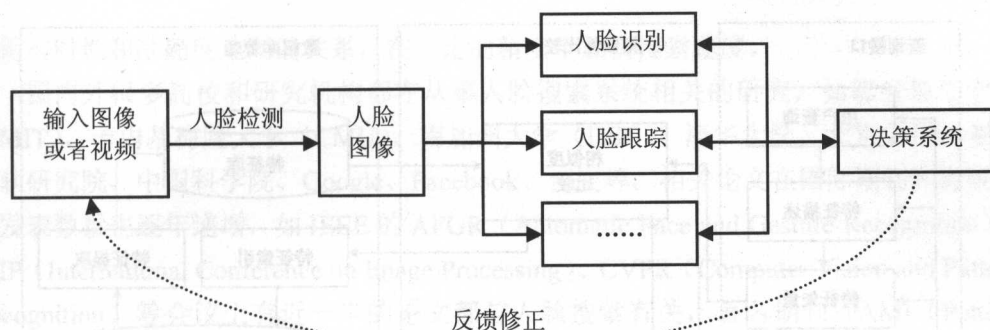 输入图像
或者视频
人脸检测
人脸
图像
人脸识别
人脸跟踪
......
决策系统
反馈修正